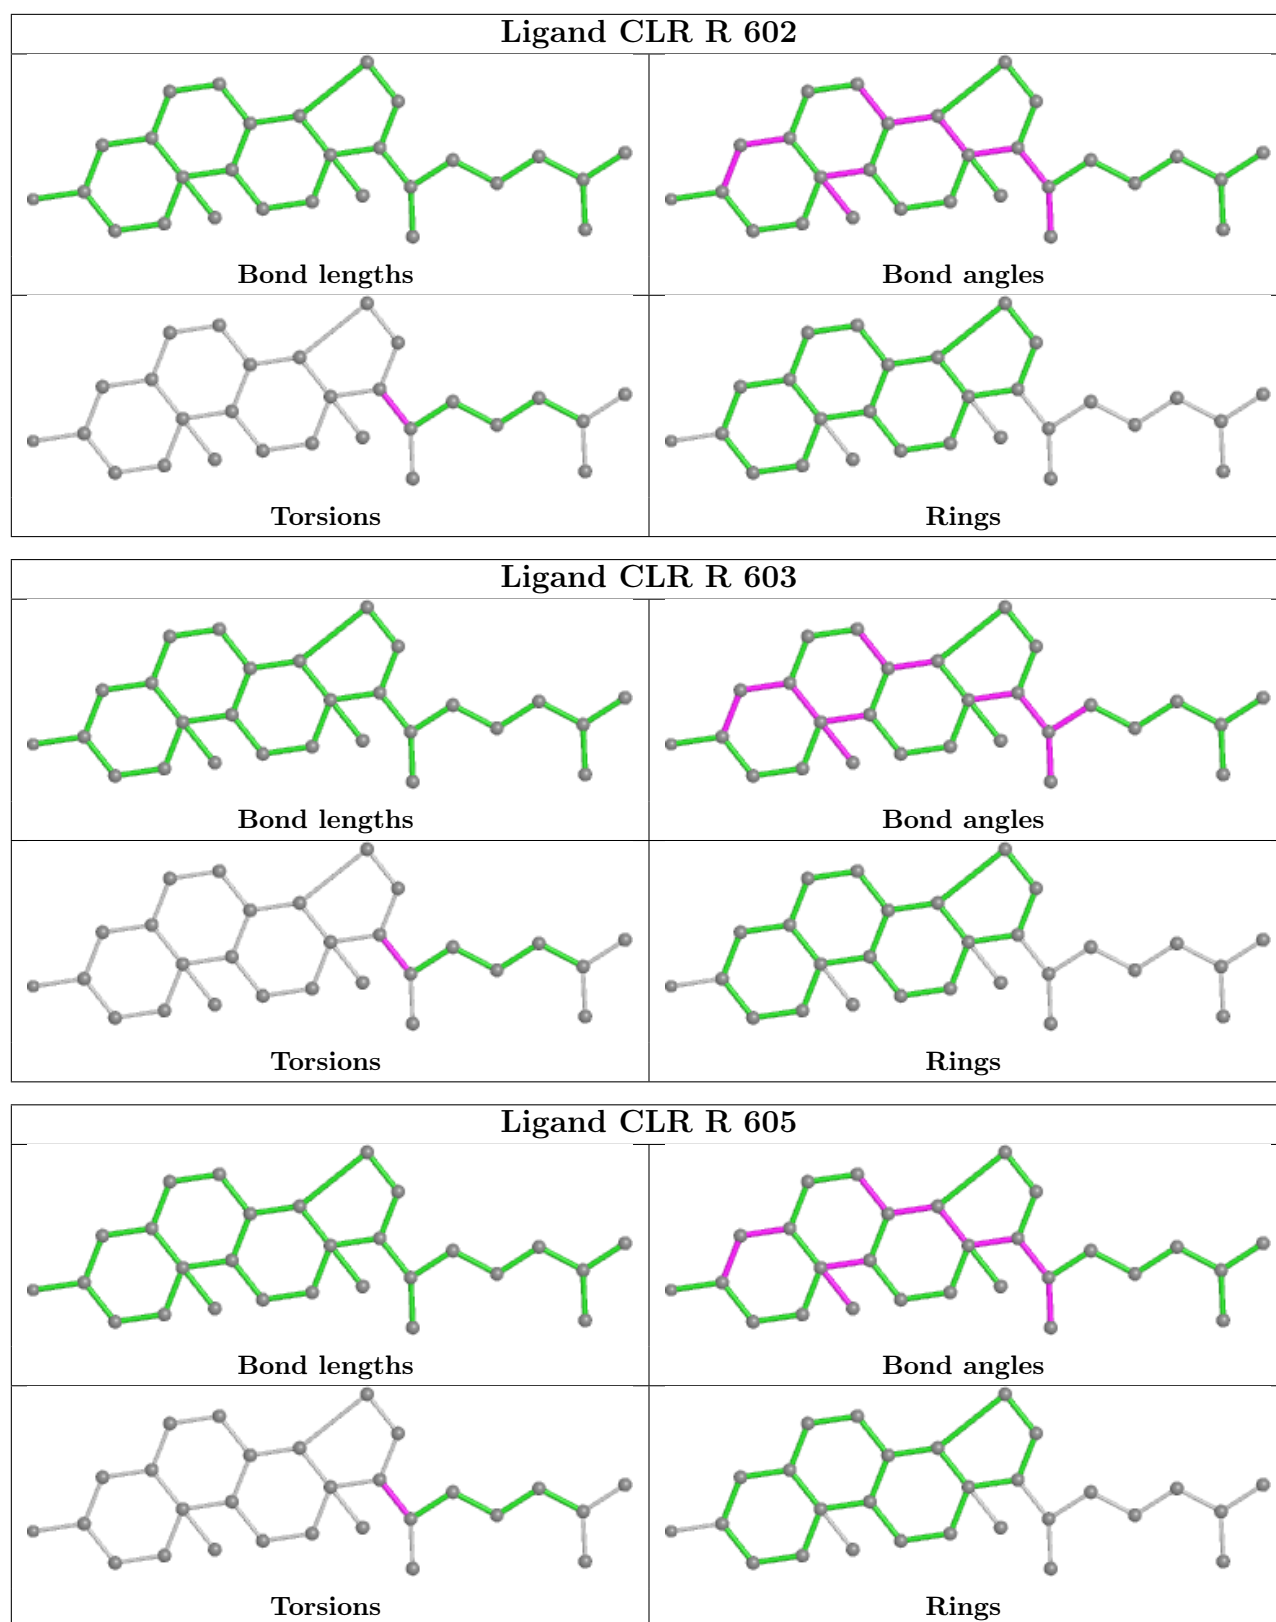 Ligand CLR R 602
Bond lengths
Bond angles
Torsions
Rings
Ligand CLR R 603
Bond lengths
Bond angles
Torsions
Rings
Ligand CLR R 605
Bond lengths
Bond angles
Torsions
Rings